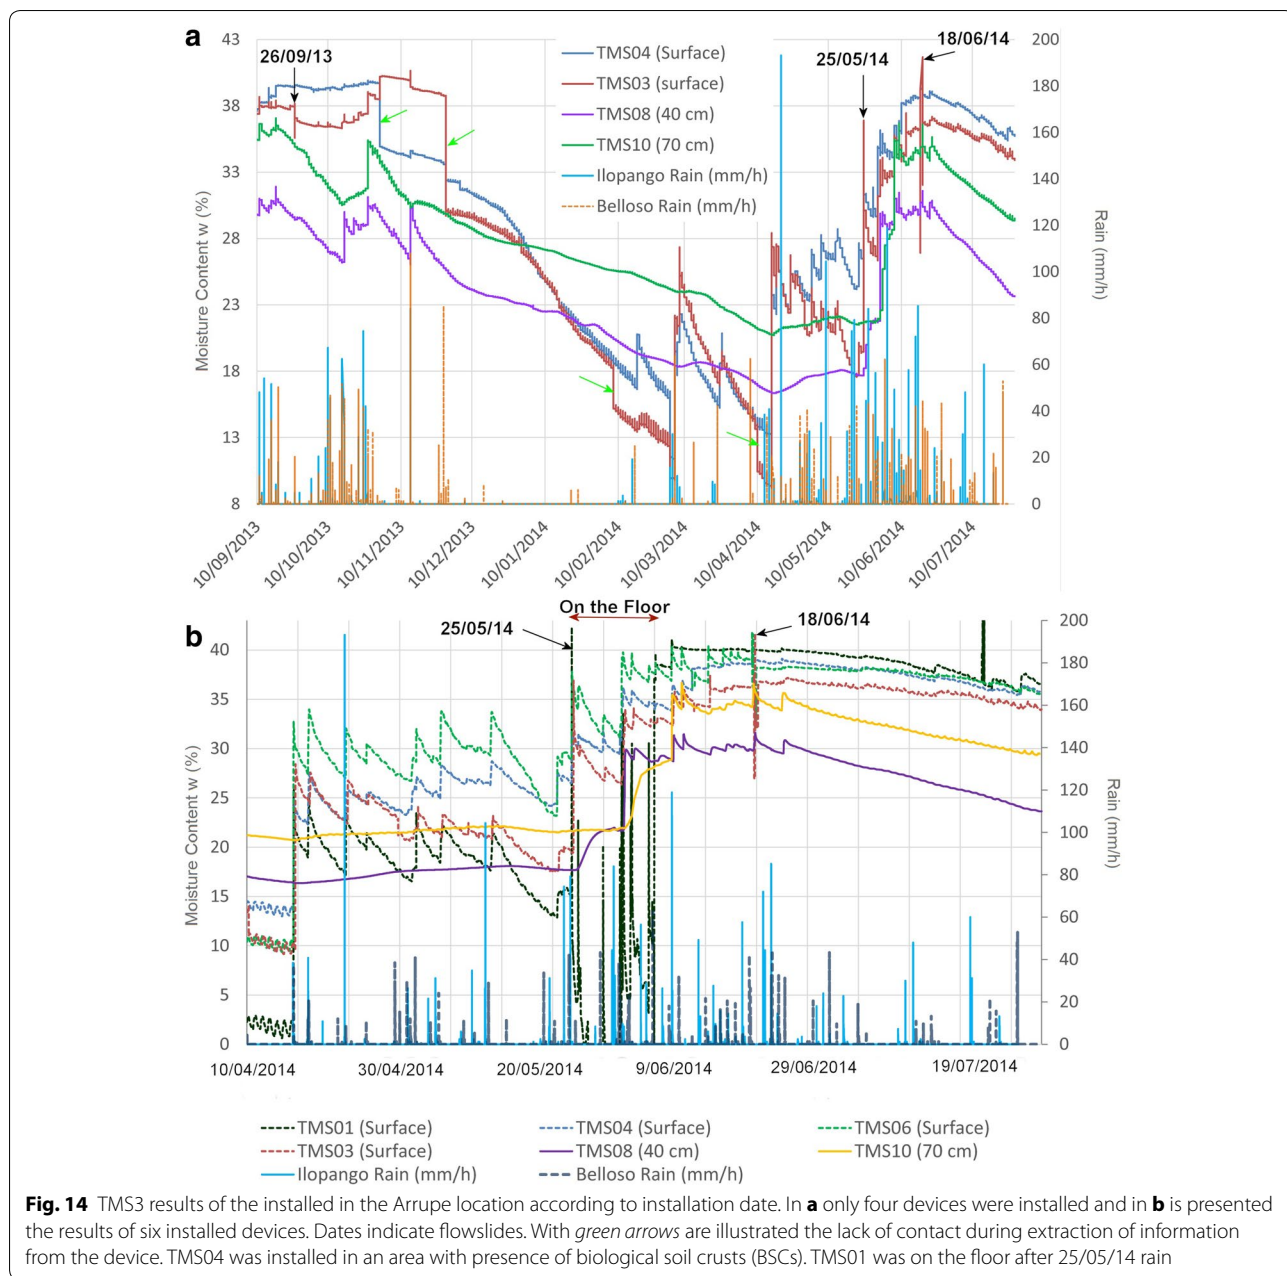 a
43
38
33
28
23
18
13
8
Moisture Content w (%)
26/09/13
TMS04 (Surface)
TMS03 (surface)
TMS08 (40 cm)
TMS10 (70 cm)
Ilopango Rain (mm/h)
Belloso Rain (mm/h)
25/05/14
18/06/14
200
180
160
140
120
100
80
60
40
20
0
Rain (mm/h)
10/09/2013
10/10/2013
10/11/2013
10/12/2013
10/01/2014
10/02/2014
10/03/2014
10/04/2014
10/05/2014
10/06/2014
10/07/2014
b
On the Floor
25/05/14
18/06/14
40
35
30
25
20
15
10
5
0
Moisture Content w (%)
200
180
160
140
120
100
80
60
40
20
0
Rain (mm/h)
10/04/2014
30/04/2014
20/05/2014
9/06/2014
29/06/2014
19/07/2014
TMS01 (Surface)
TMS04 (Surface)
TMS06 (Surface)
TMS03 (Surface)
TMS08 (40 cm)
TMS10 (70 cm)
Ilopango Rain (mm/h)
Belloso Rain (mm/h)
Fig. 14 TMS3 results of the installed in the Arrupe location according to installation date. In a only four devices were installed and in b is presented
the results of six installed devices. Dates indicate flowslides. With green arrows are illustrated the lack of contact during extraction of information
from the device. TMS04 was installed in an area with presence of biological soil crusts (BSCs). TMS01 was on the floor after 25/05/14 rain